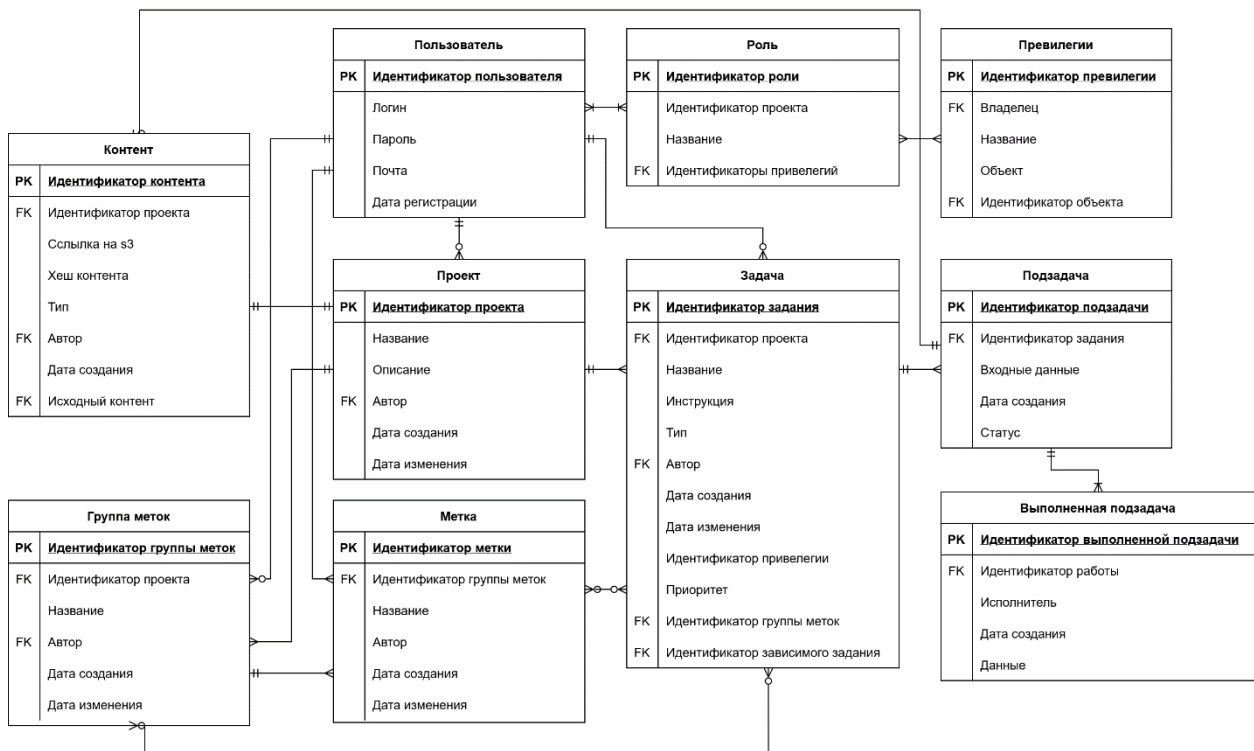 Пользователь
PK Идентификатор пользователя
Логин
Пароль
Почта
Дата регистрации
Роль
PK Идентификатор роли
Идентификатор проекта
Название
FK Идентификаторы привелегий
Превилегии
PK Идентификатор превилегии
FK Владелец
Название
Объект
FK Идентификатор объекта
Контент
PK Идентификатор контента
FK Идентификатор проекта
Сслылка на s3
Хеш контента
Тип
FK Автор
Дата создания
FK Исходный контент
Проект
PK Идентификатор проекта
Название
Описание
FK Автор
Дата создания
Дата изменения
Задача
PK Идентификатор задания
FK Идентификатор проекта
Название
Инструкция
Тип
FK Автор
Дата создания
Дата изменения
Идентификатор привелегии
Приоритет
FK Идентификатор группы меток
FK Идентификатор зависимого задания
Подзадача
PK Идентификатор подзадачи
FK Идентификатор задания
Входные данные
Дата создания
Статус
Группа меток
PK Идентификатор группы меток
FK Идентификатор проекта
Название
FK Автор
Дата создания
Дата изменения
Метка
PK Идентификатор метки
FK Идентификатор группы меток
Название
Автор
Дата создания
Дата изменения
Выполненная подзадача
PK Идентификатор выполненной подзадачи
FK Идентификатор работы
Исполнитель
Дата создания
Данные